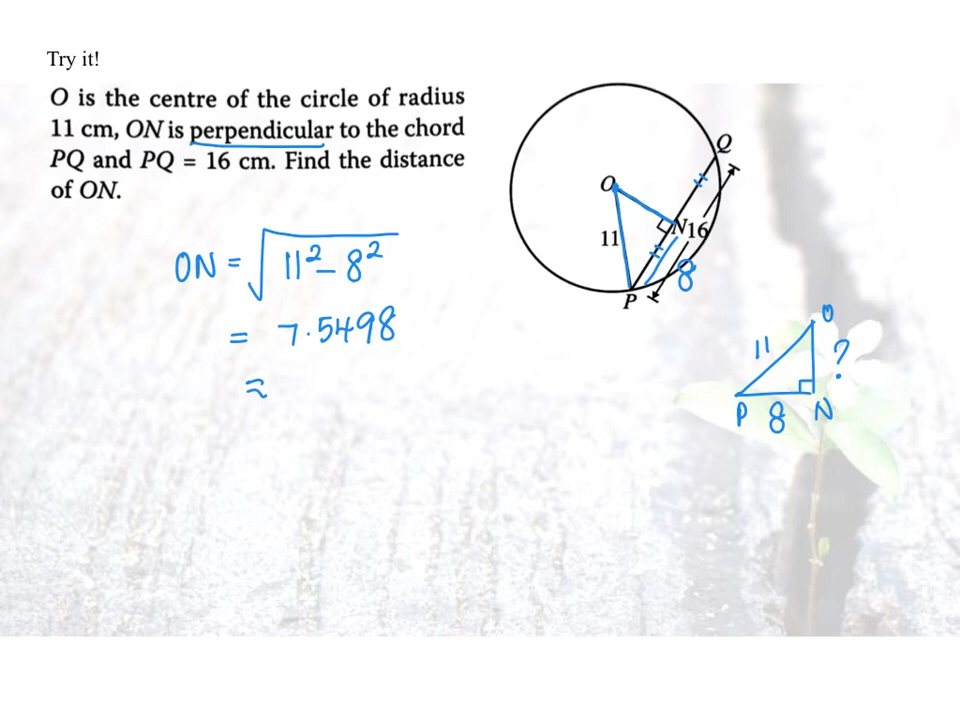 Try it!
O is the centre of the circle of radius
11 cm, ON is perpendicular to the chord
PQ and PQ = 16 cm. Find the distance
of ON.
ON = √11² – 8²
= 7.5498
≈
Q
O
N 16
11
8
P
O
11 ?
P 8 N